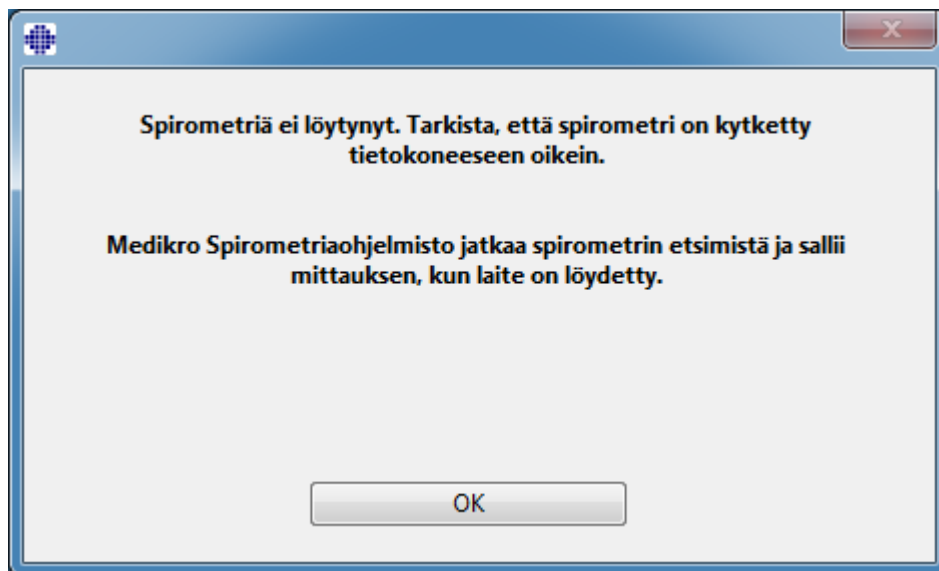 Spirometriä ei löytynyt. Tarkista, että spirometri on kytketty
tietokoneeseen oikein.
Medikro Spirometriaohjelmisto jatkaa spirometrin etsimistä ja sallii
mittauksen, kun laite on löydetty.
OK